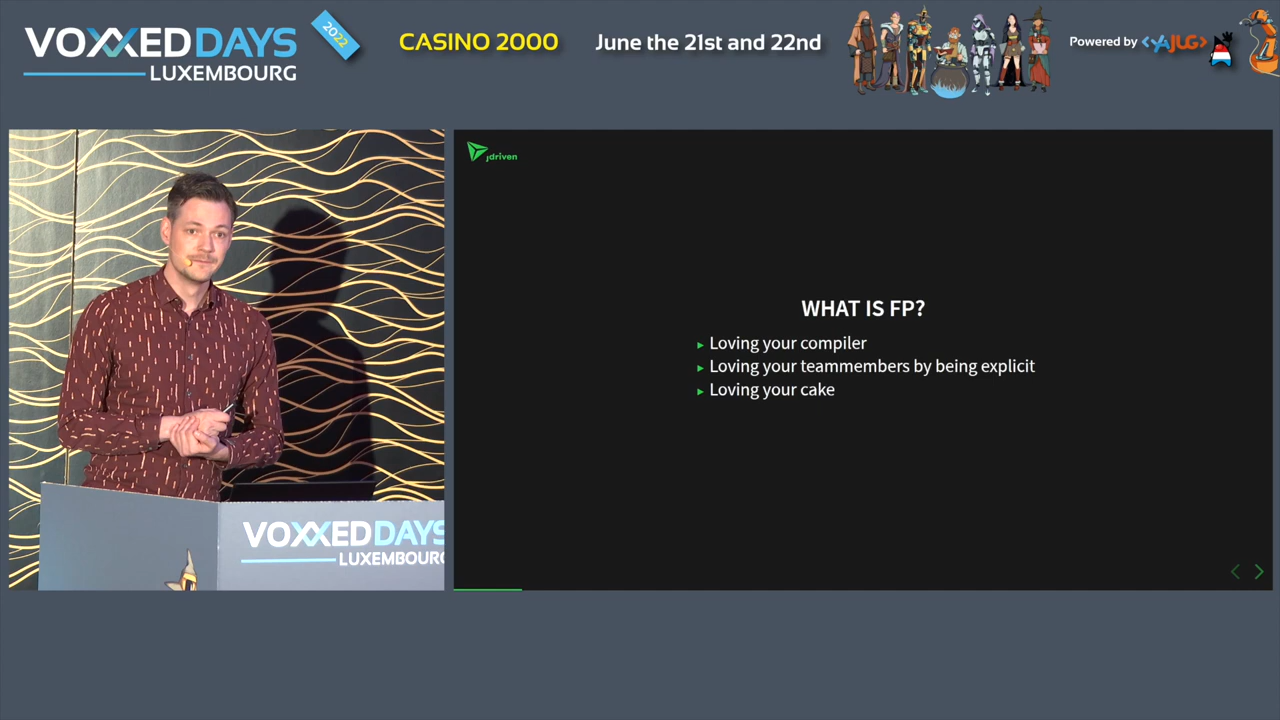 VOXXED DAYS
LUXEMBOURG
2022
CASINO 2000
June the 21st and 22nd
Powered by <YAJUG>
jdriven
WHAT IS FP?
Loving your compiler
Loving your teammembers by being explicit
Loving your cake
VOXXED DAYS
LUXEMBOURG